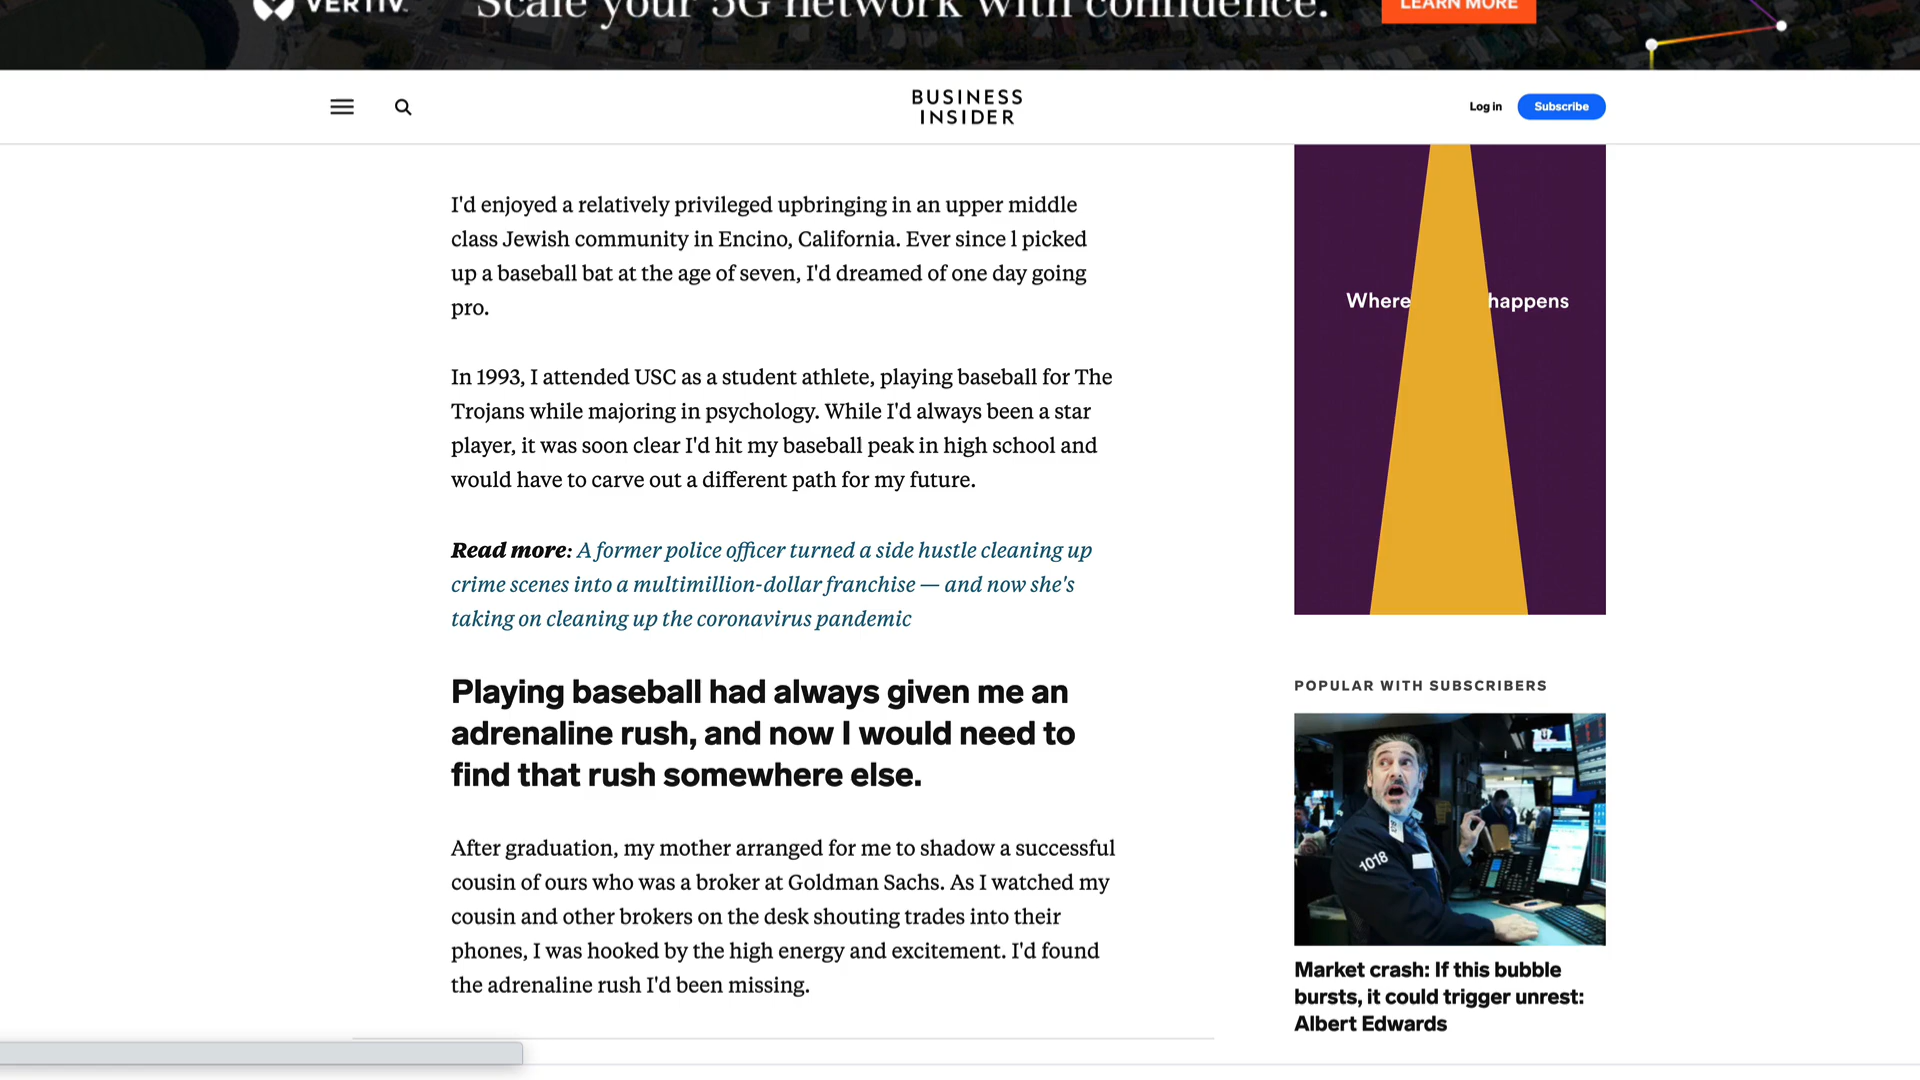 VERTIV
Scale your 5G network with confidence.
LEARN MORE
BUSINESS
INSIDER
Log in
Subscribe
I'd enjoyed a relatively privileged upbringing in an upper middle
class Jewish community in Encino, California. Ever since I picked
up a baseball bat at the age of seven, I'd dreamed of one day going
pro.
In 1993, I attended USC as a student athlete, playing baseball for The
Trojans while majoring in psychology. While I'd always been a star
player, it was soon clear I'd hit my baseball peak in high school and
would have to carve out a different path for my future.
Read more: A former police officer turned a side hustle cleaning up
crime scenes into a multimillion-dollar franchise — and now she's
taking on cleaning up the coronavirus pandemic
Playing baseball had always given me an
adrenaline rush, and now I would need to
find that rush somewhere else.
After graduation, my mother arranged for me to shadow a successful
cousin of ours who was a broker at Goldman Sachs. As I watched my
cousin and other brokers on the desk shouting trades into their
phones, I was hooked by the high energy and excitement. I'd found
the adrenaline rush I'd been missing.
Where happens
POPULAR WITH SUBSCRIBERS
1018
Market crash: If this bubble
bursts, it could trigger unrest:
Albert Edwards